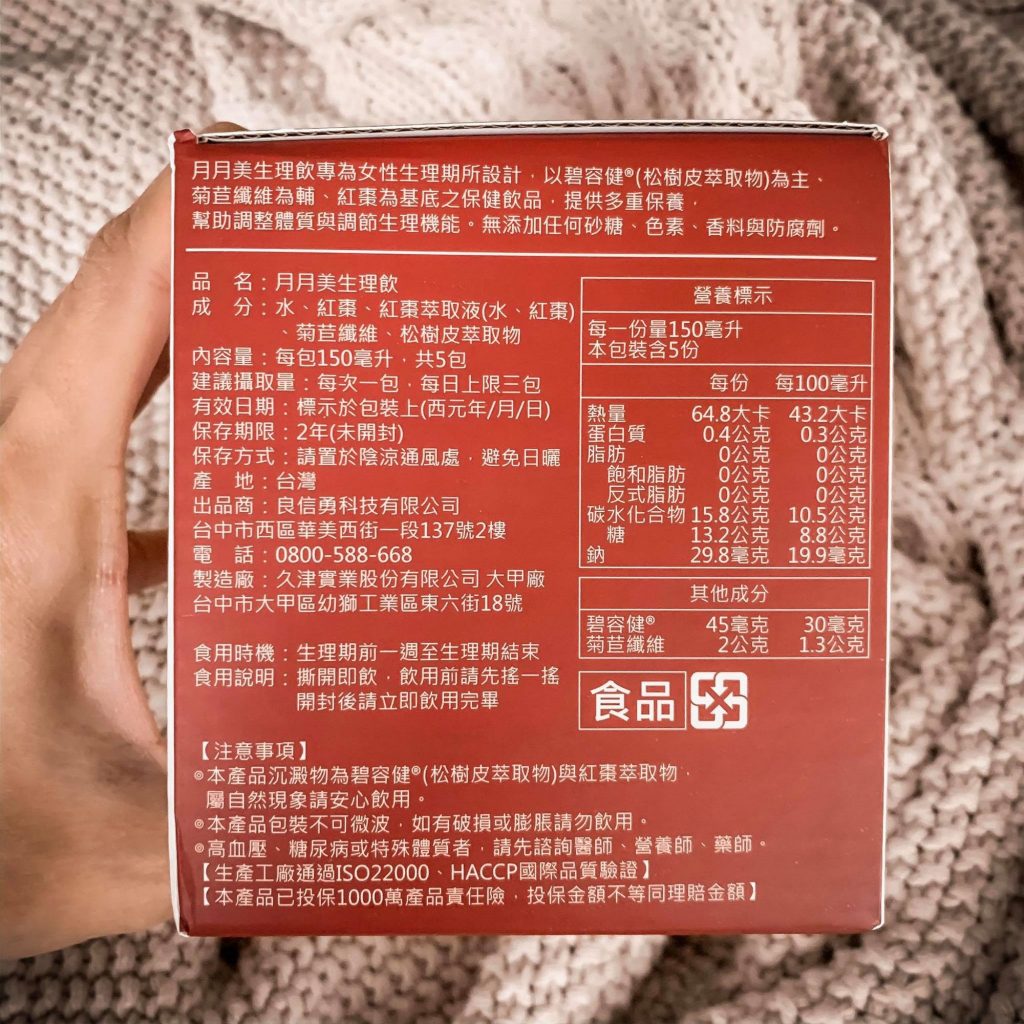 月月美生理飲專為女性生理期所設計，以碧容健®(松樹皮萃取物)為主、
菊苣纖維為輔、紅棗為基底之保健飲品，提供多重保養，
幫助調整體質與調節生理機能。無添加任何砂糖、色素、香料與防腐劑。
品　名：月月美生理飲
成　分：水、紅棗、紅棗萃取液(水、紅棗)
、菊苣纖維、松樹皮萃取物
內容量：每包150毫升，共5包
建議攝取量：每次一包，每日上限三包
有效日期：標示於包裝上(西元年/月/日)
保存期限：2年(未開封)
保存方式：請置於陰涼通風處，避免日曬
產　地：台灣
出品商：良信勇科技有限公司
台中市西區華美西街一段137號2樓
電　話：0800-588-668
製造廠：久津實業股份有限公司 大甲廠
台中市大甲區幼獅工業區東六街18號
食用時機：生理期前一週至生理期結束
食用說明：撕開即飲，飲用前請先搖一搖
開封後請立即飲用完畢
營養標示
每一份量150毫升
本包裝含5份
每份　每100毫升
熱量　64.8大卡　43.2大卡
蛋白質　0.4公克　0.3公克
脂肪　0公克　0公克
飽和脂肪　0公克　0公克
反式脂肪　0公克　0公克
碳水化合物　15.8公克　10.5公克
糖　13.2公克　8.8公克
鈉　29.8毫克　19.9毫克
其他成分
碧容健®　45毫克　30毫克
菊苣纖維　2公克　1.3公克
食品
【注意事項】
◎本產品沉澱物為碧容健®(松樹皮萃取物)與紅棗萃取物，
屬自然現象請安心飲用。
◎本產品包裝不可微波，如有破損或膨脹請勿飲用。
◎高血壓、糖尿病或特殊體質者，請先諮詢醫師、營養師、藥師。
【生產工廠通過ISO22000、HACCP國際品質驗證】
【本產品已投保1000萬產品責任險，投保金額不等同理賠金額】